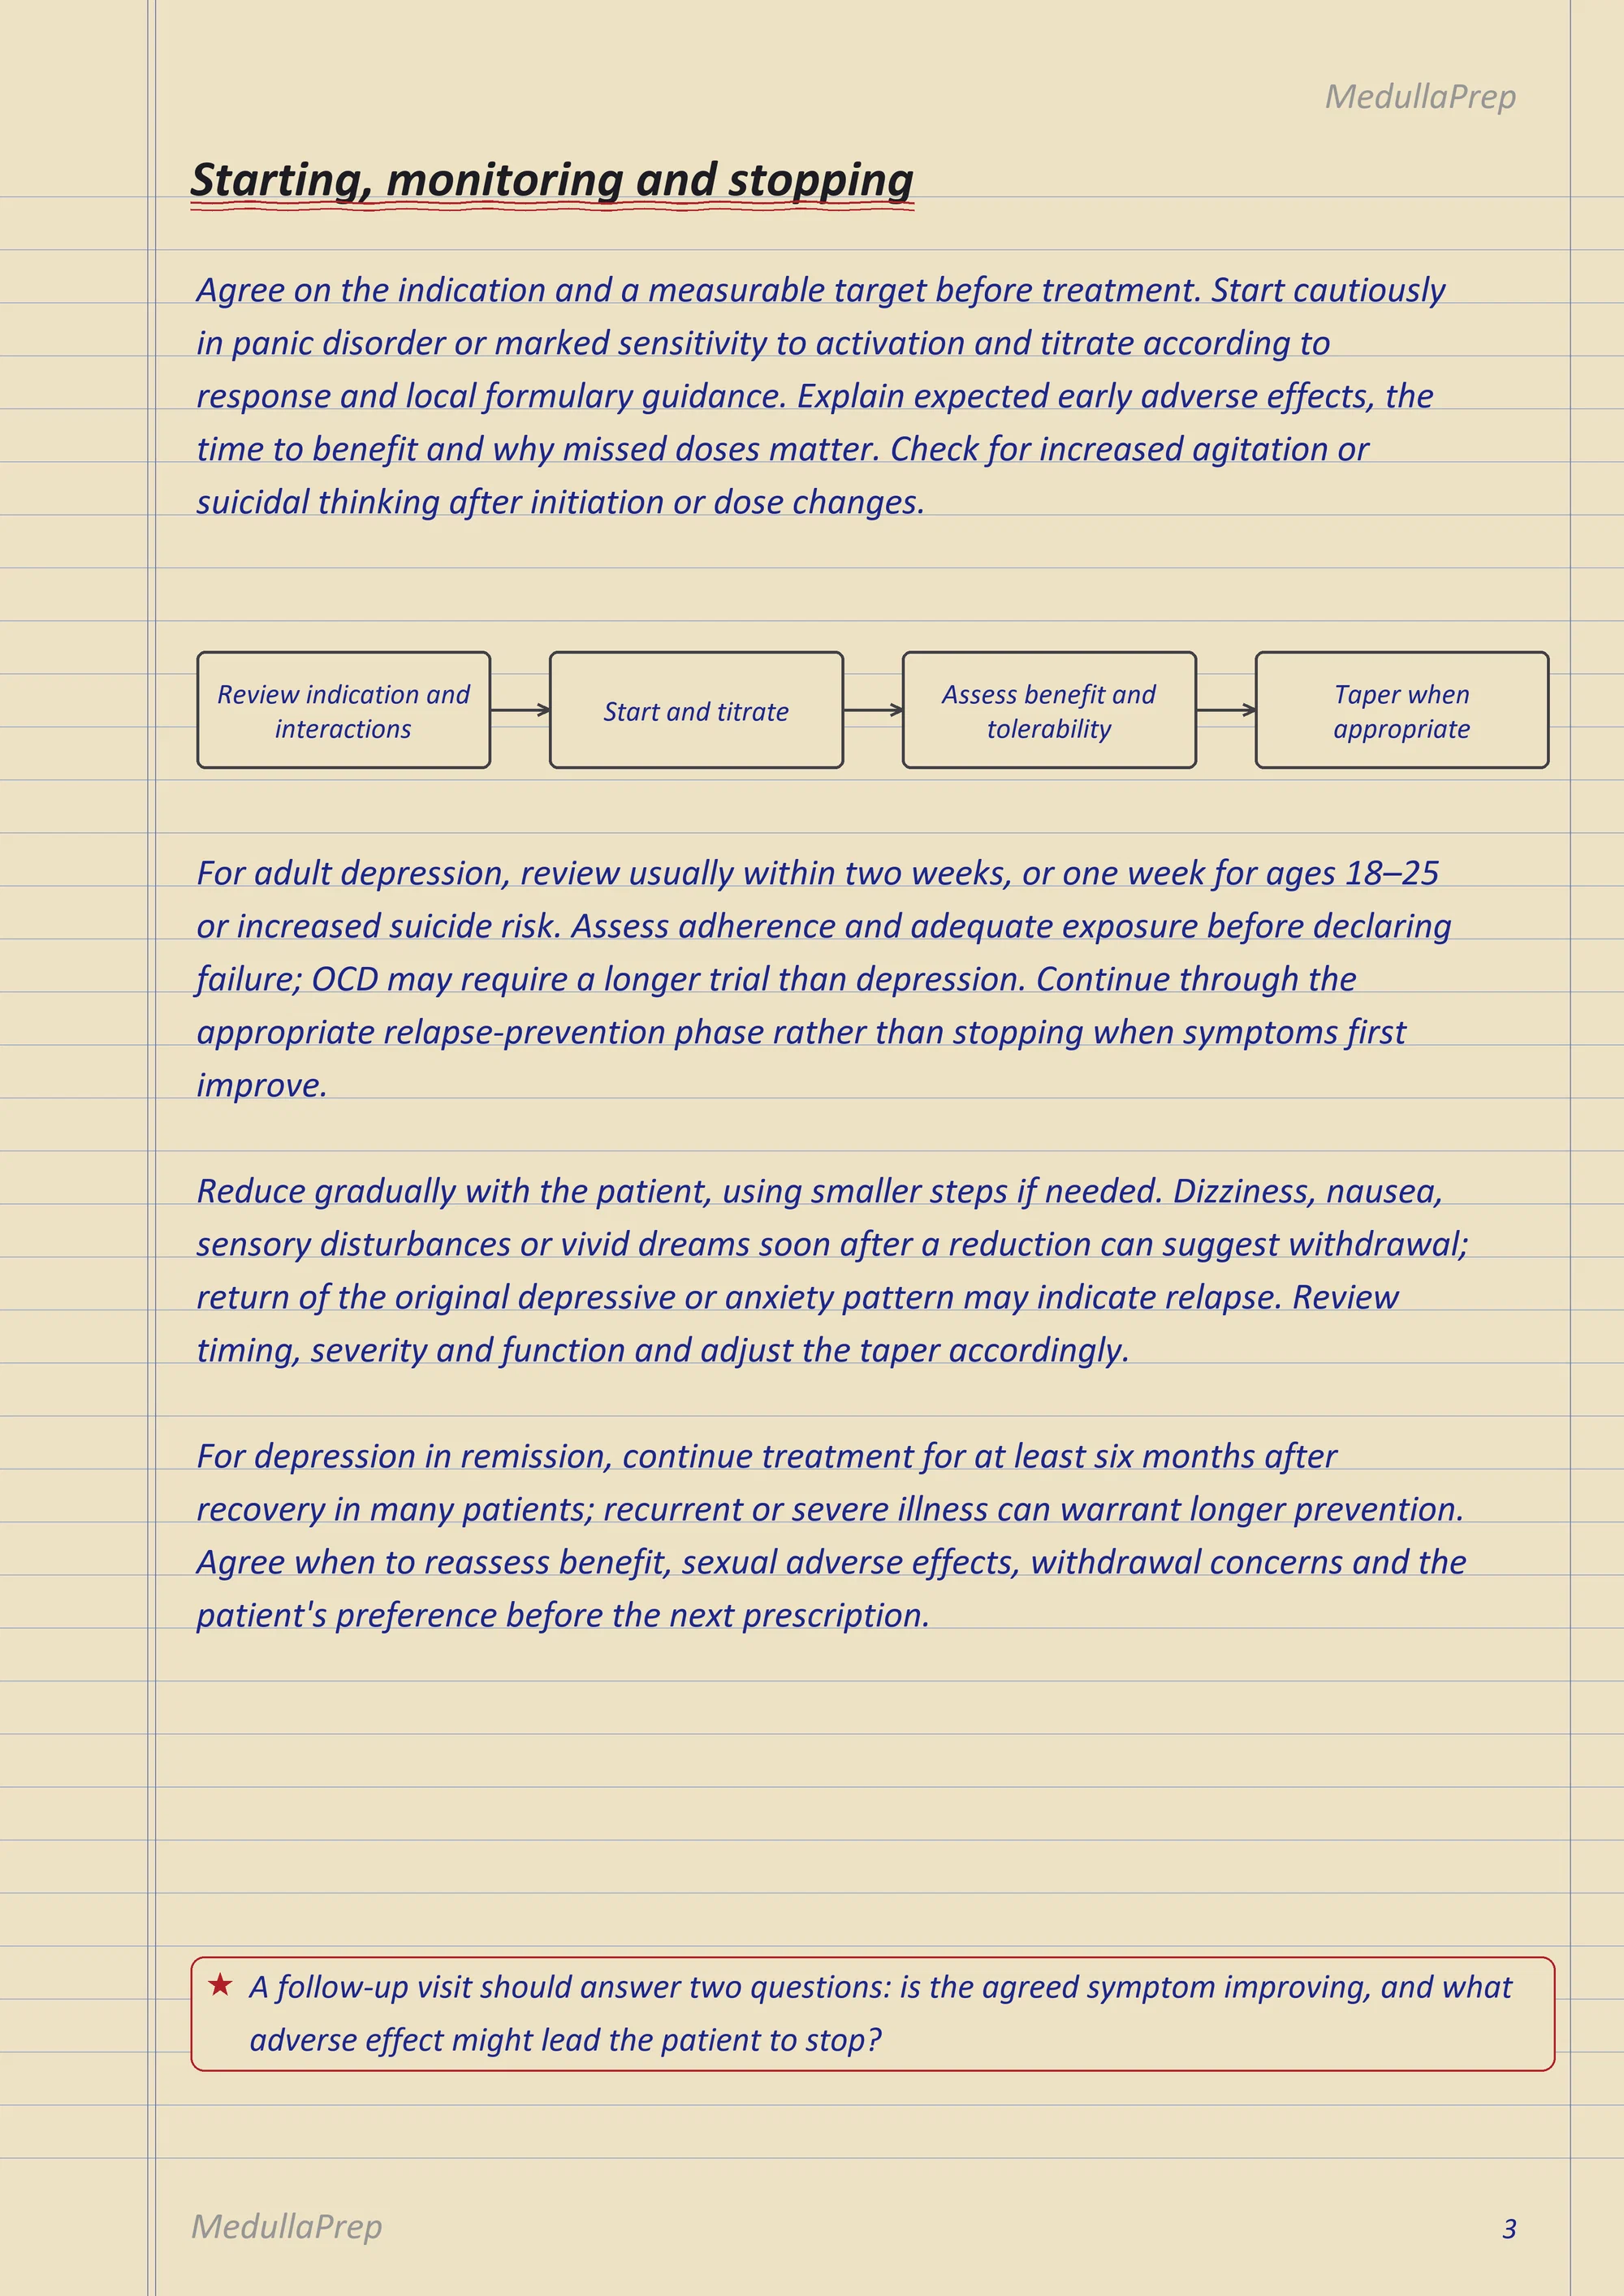 MedullaPrep
Starting, monitoring and stopping
Agree on the indication and a measurable target before treatment. Start cautiously
in panic disorder or marked sensitivity to activation and titrate according to
response and local formulary guidance. Explain expected early adverse effects, the
time to benefit and why missed doses matter. Check for increased agitation or
suicidal thinking after initiation or dose changes.
Review indication and
interactions
Start and titrate
Assess benefit and
tolerability
Taper when
appropriate
For adult depression, review usually within two weeks, or one week for ages 18–25
or increased suicide risk. Assess adherence and adequate exposure before declaring
failure; OCD may require a longer trial than depression. Continue through the
appropriate relapse-prevention phase rather than stopping when symptoms first
improve.
Reduce gradually with the patient, using smaller steps if needed. Dizziness, nausea,
sensory disturbances or vivid dreams soon after a reduction can suggest withdrawal;
return of the original depressive or anxiety pattern may indicate relapse. Review
timing, severity and function and adjust the taper accordingly.
For depression in remission, continue treatment for at least six months after
recovery in many patients; recurrent or severe illness can warrant longer prevention.
Agree when to reassess benefit, sexual adverse effects, withdrawal concerns and the
patient's preference before the next prescription.
★ A follow-up visit should answer two questions: is the agreed symptom improving, and what
adverse effect might lead the patient to stop?
MedullaPrep
3